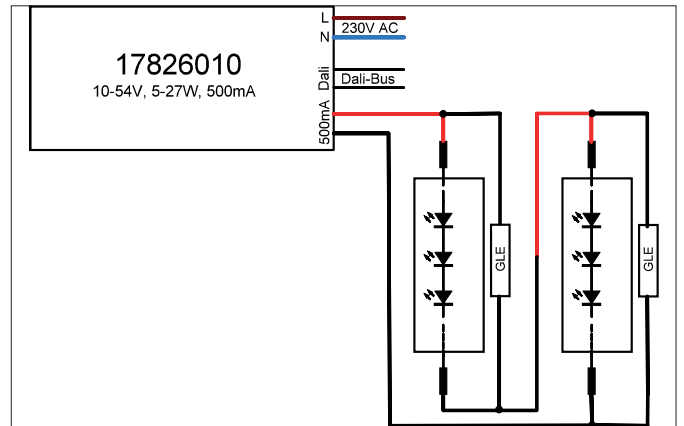 L
230V AC
N
17826010
10-54V, 5-27W, 500mA
Dali
Dali-Bus
500mA
GLE
GLE